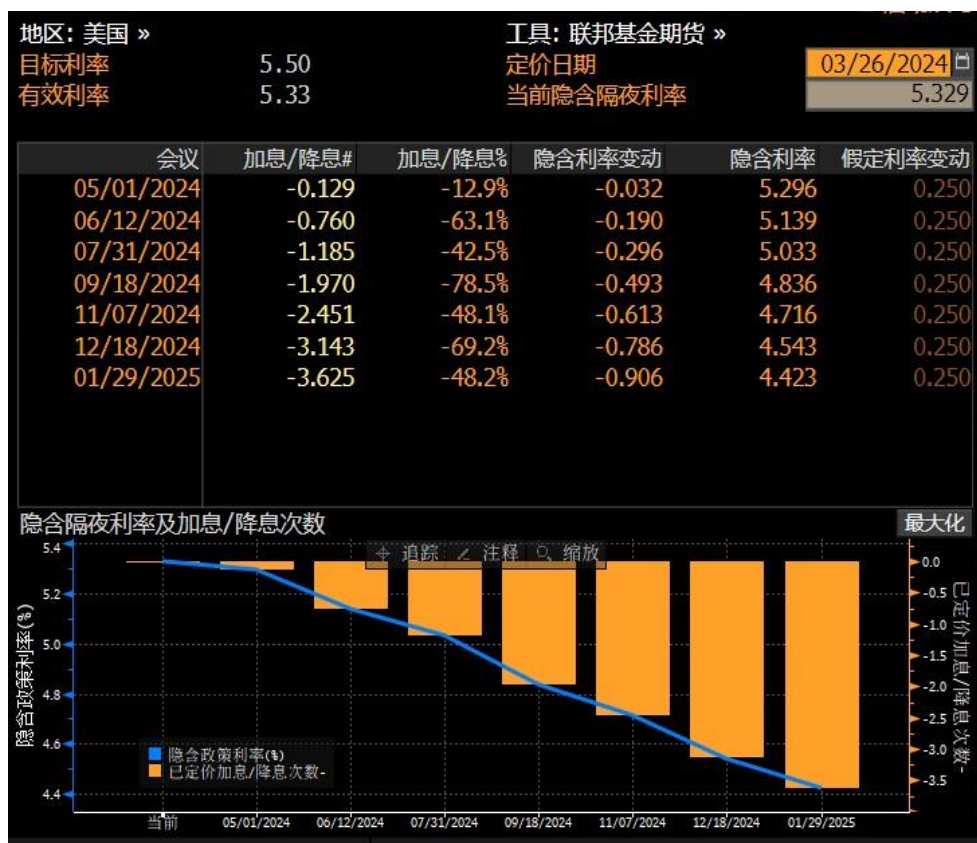 地区: 美国 » 工具: 联邦基金期货 »
目标利率 5.50 定价日期 03/26/2024
有效利率 5.33 当前隐含隔夜利率 5.329
会议 加息/降息# 加息/降息% 隐含利率变动 隐含利率 假定利率变动
05/01/2024 -0.129 -12.9% -0.032 5.296 0.250
06/12/2024 -0.760 -63.1% -0.190 5.139 0.250
07/31/2024 -1.185 -42.5% -0.296 5.033 0.250
09/18/2024 -1.970 -78.5% -0.493 4.836 0.250
11/07/2024 -2.451 -48.1% -0.613 4.716 0.250
12/18/2024 -3.143 -69.2% -0.786 4.543 0.250
01/29/2025 -3.625 -48.2% -0.906 4.423 0.250
隐含隔夜利率及加息/降息次数 最大化
追踪 注释 缩放
隐含政策利率(%)
5.4
5.2
5.0
4.8
4.6
4.4
隐含政策利率(%)
已定价加息/降息次数-
0.0
-0.5
-1.0
-1.5
-2.0
-2.5
-3.0
-3.5
已定价加息/降息次数-
当前 05/01/2024 06/12/2024 07/31/2024 09/18/2024 11/07/2024 12/18/2024 01/29/2025